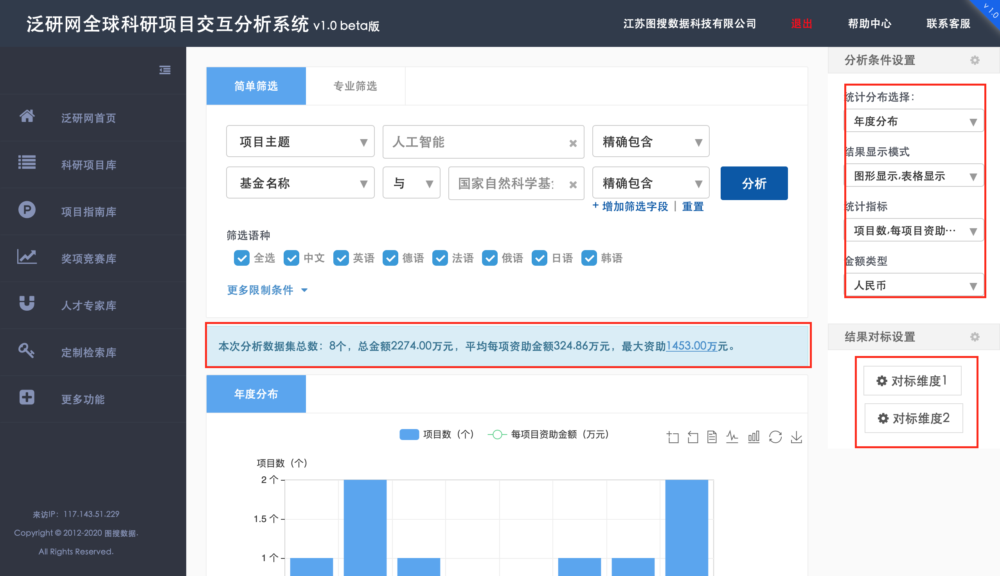 泛研网全球科研项目交互分析系统 v1.0 beta版
江苏图搜数据科技有限公司 退出 帮助中心 联系客服
v 1.0
泛研网首页
科研项目库
项目指南库
奖项竞赛库
人才专家库
定制检索库
更多功能
来访IP：117.143.51.229
Copyright © 2012-2020 图搜数据.
All Rights Reserved.
简单筛选 专业筛选
项目主题 人工智能 精确包含
基金名称 与 国家自然科学基 精确包含 分析
+ 增加筛选字段 | 重置
筛选语种
全选 中文 英语 德语 法语 俄语 日语 韩语
更多限制条件
本次分析数据集总数：8个，总金额2274.00万元，平均每项资助金额324.86万元，最大资助1453.00万元。
年度分布
项目数（个） 每项目资助金额（万元）
项目数（个）
2 个
1.5 个
1 个
分析条件设置
统计分布选择：
年度分布
结果显示模式
图形显示,表格显示
统计指标
项目数,每项目资助…
金额类型
人民币
结果对标设置
对标维度1
对标维度2